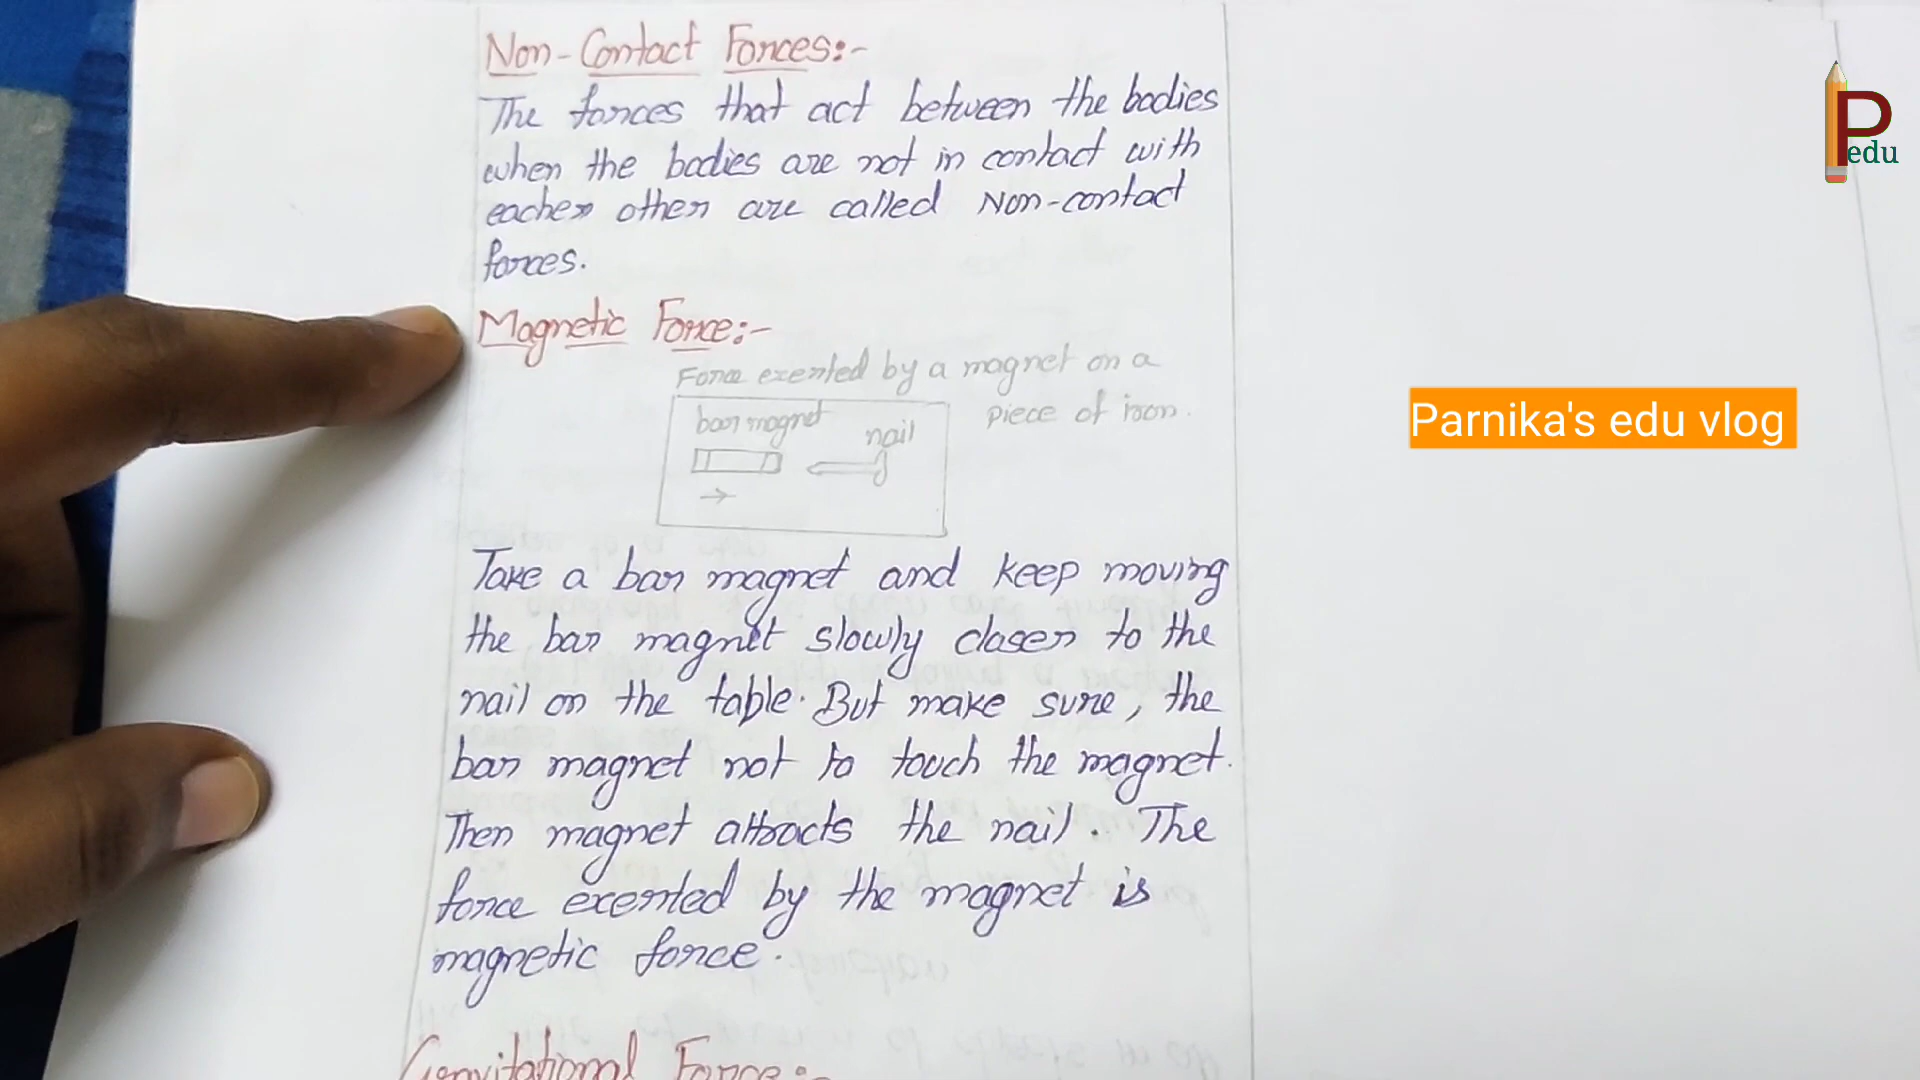 Non-Contact Forces:-
The forces that act between the bodies
when the bodies are not in contact with
eacher other are called Non-contact
forces.
Magnetic Force:-
Force exerted by a magnet on a
piece of iron.
bar magnet
nail
Take a bar magnet and keep moving
the bar magnet slowly closer to the
nail on the table. But make sure, the
bar magnet not to touch the magnet.
Then magnet attracts the nail. The
force exerted by the magnet is
magnetic force.
Gravitational Force:-
P
edu
Parnika's edu vlog